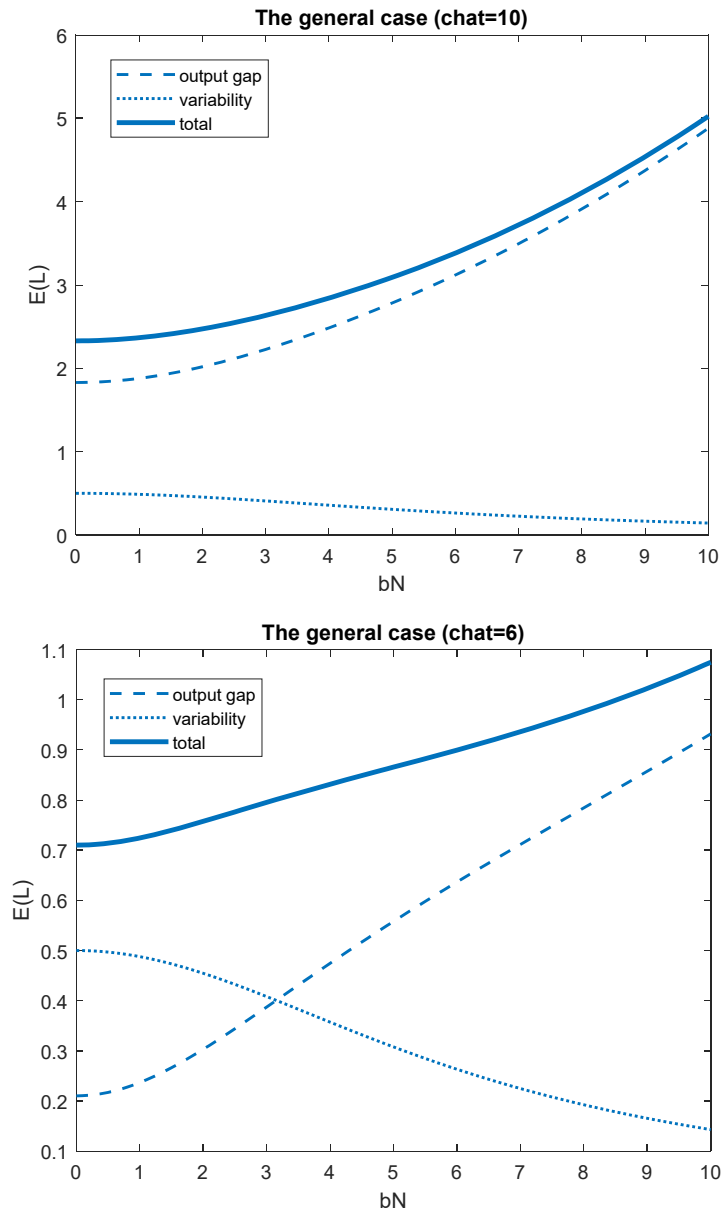 The general case (chat=10)
6
5
4
3
2
1
0
E(L)
output gap
variability
total
0 1 2 3 4 5 6 7 8 9 10
bN
The general case (chat=6)
1.1
1
0.9
0.8
0.7
0.6
0.5
0.4
0.3
0.2
0.1
E(L)
output gap
variability
total
0 1 2 3 4 5 6 7 8 9 10
bN